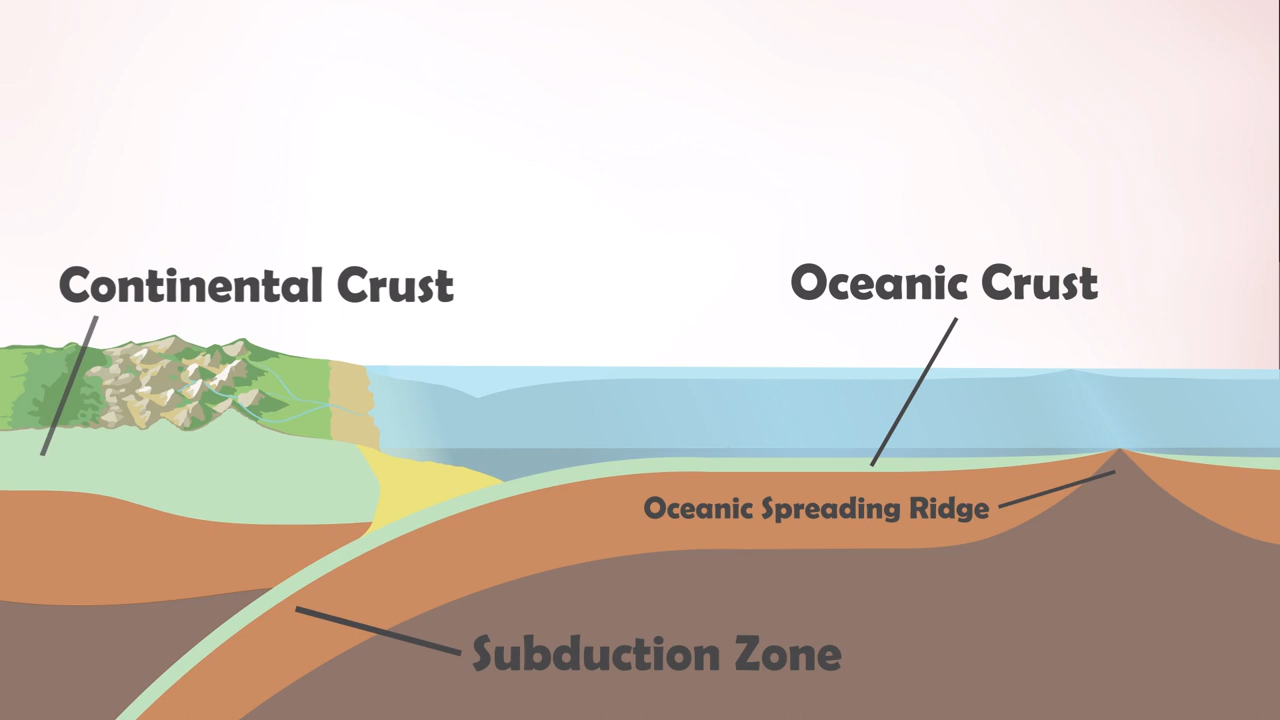 Continental Crust
Oceanic Crust
Oceanic Spreading Ridge
Subduction Zone